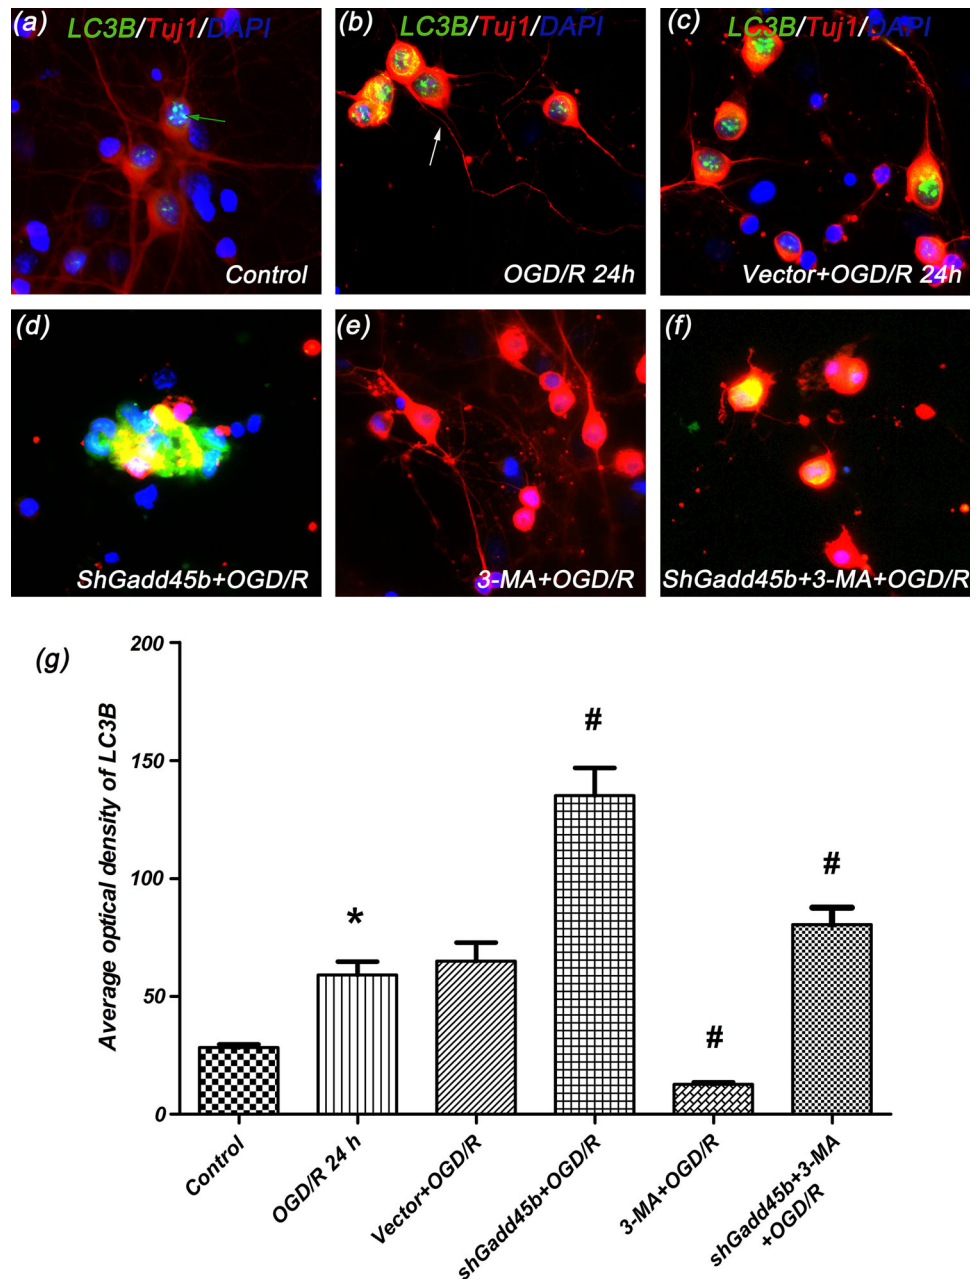 (a) LC3B/Tuj1/DAPI
(b) LC3B/Tuj1/DAPI
(c) LC3B/Tuj1/DAPI
Control
OGD/R 24h
Vector+OGD/R 24h
(d)
(e)
(f)
ShGadd45b+OGD/R
3-MA+OGD/R
ShGadd45b+3-MA+OGD/R
(g)
Average optical density of LC3B
200
150
100
50
0
*
#
#
#
Control
OGD/R 24 h
Vector+OGD/R
shGadd45b+OGD/R
3-MA+OGD/R
shGadd45b+3-MA
+OGD/R